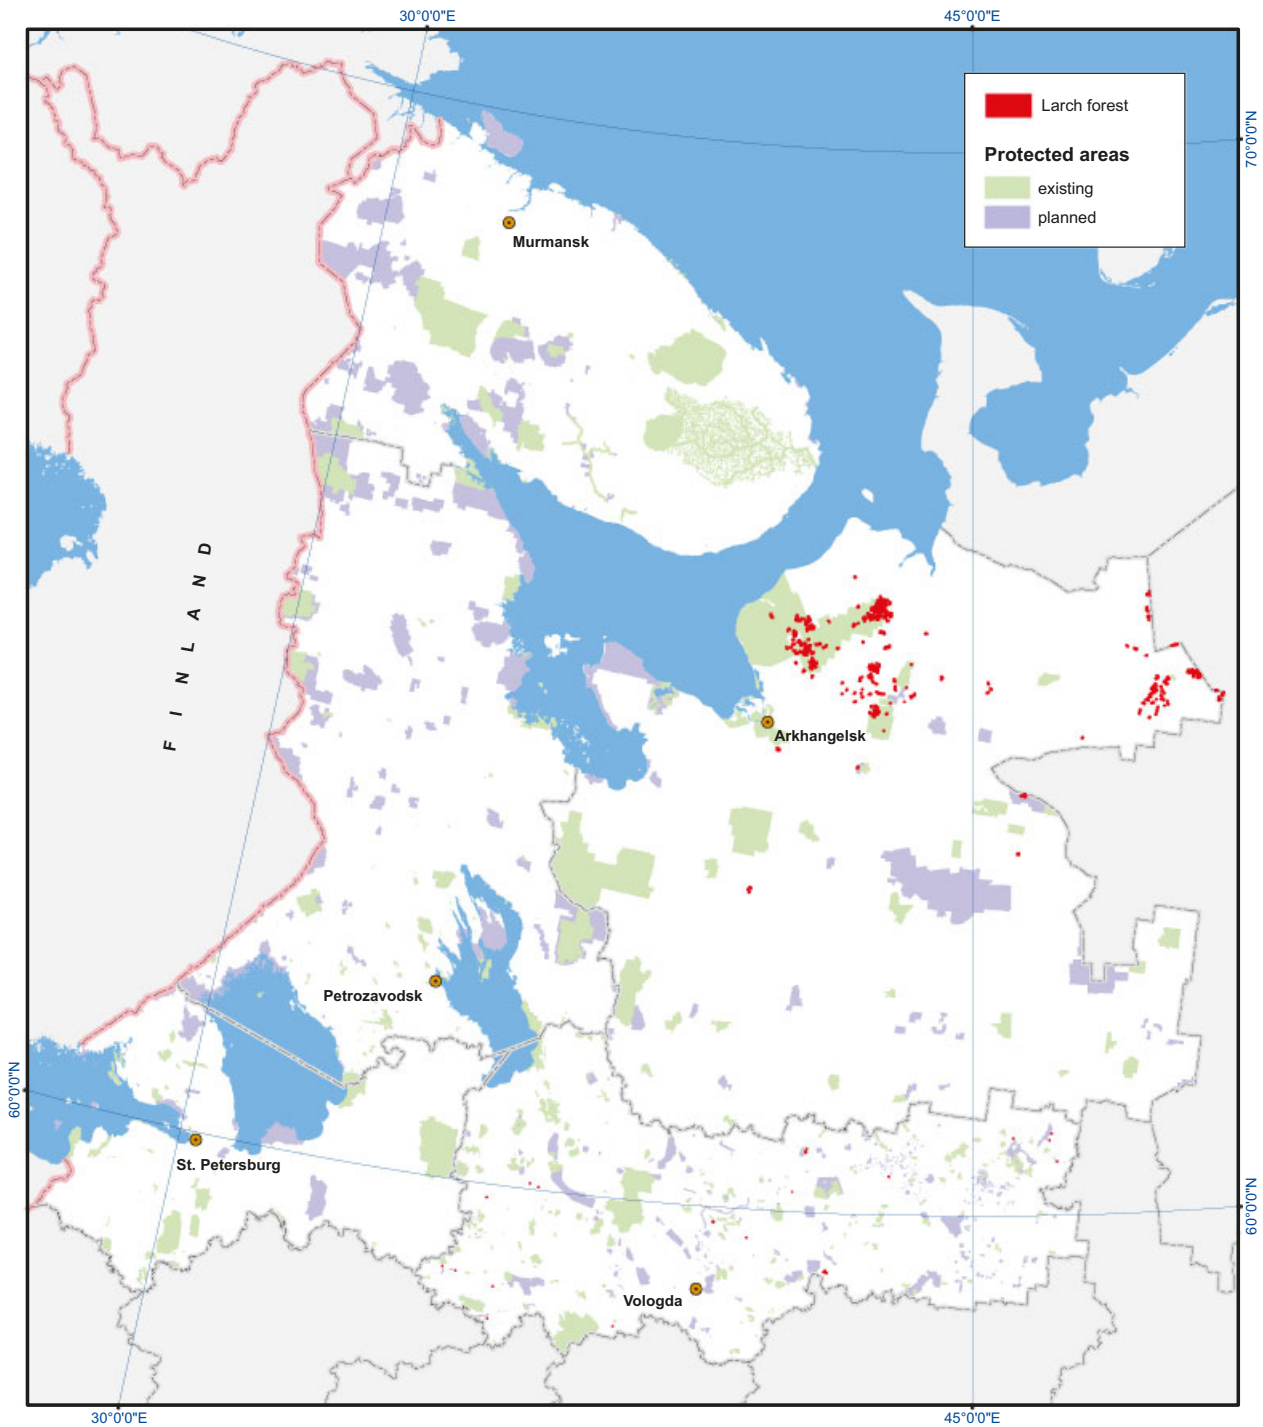 30°0'0"E
45°0'0"E
70°0'0"N
Larch forest
Protected areas
existing
planned
Murmansk
FINLAND
Arkhangelsk
Petrozavodsk
60°0'0"N
St. Petersburg
60°0'0"N
Vologda
30°0'0"E
45°0'0"E